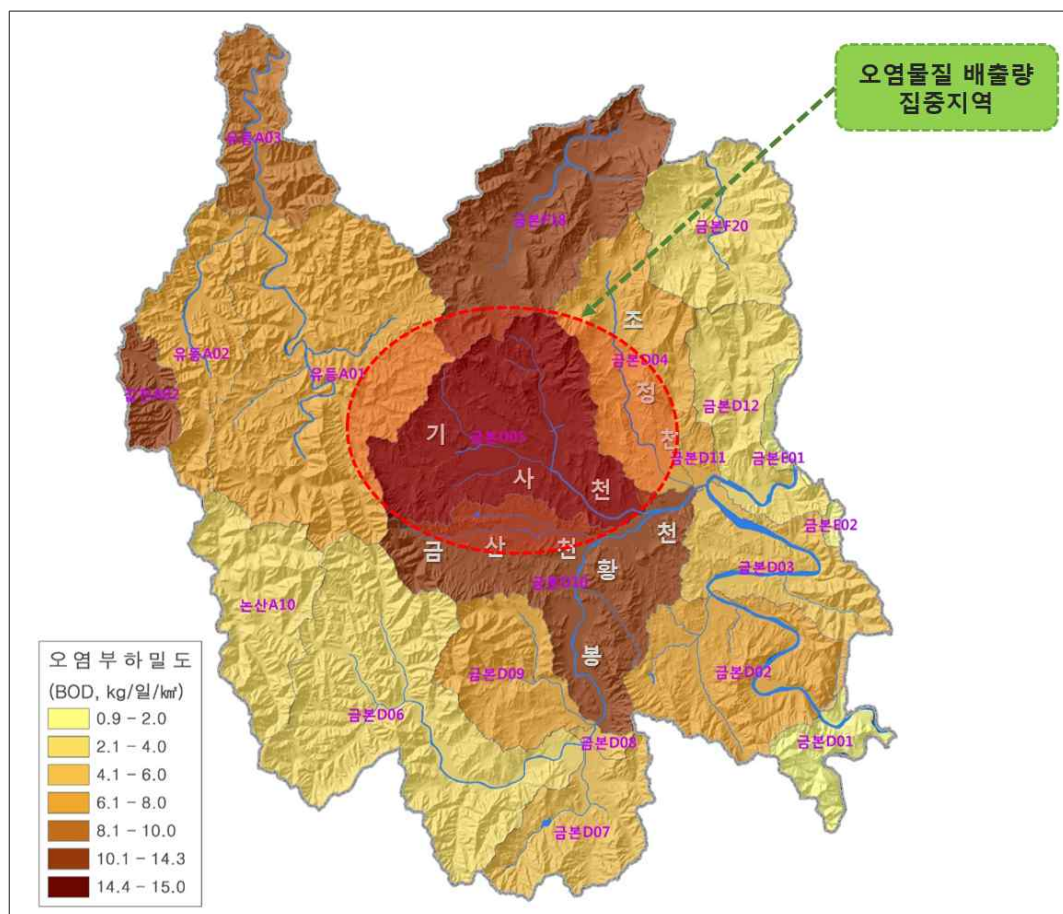 오염물질 배출량
집중지역
유등A03
금본F18
금본F20
조
정
천
금본D04
유등A02
유등A01
금본D12
기
사
천
금본D05
금본D11
금본E01
금본E02
금
산
천
봉
황
천
금본D10
금본D03
논산A10
금본D09
금본D02
금본D06
금본D08
금본D01
금본D07
오염부하밀도
(BOD, kg/일/㎢)
0.9 – 2.0
2.1 – 4.0
4.1 – 6.0
6.1 – 8.0
8.1 – 10.0
10.1 – 14.3
14.4 – 15.0